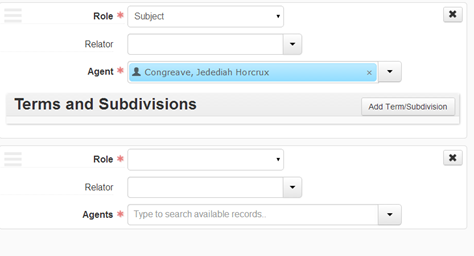 Role * Subject
Relator
Agent * Congreave, Jedediah Horcrux ×
Terms and Subdivisions Add Term/Subdivision
Role *
Relator
Agents * Type to search available records..